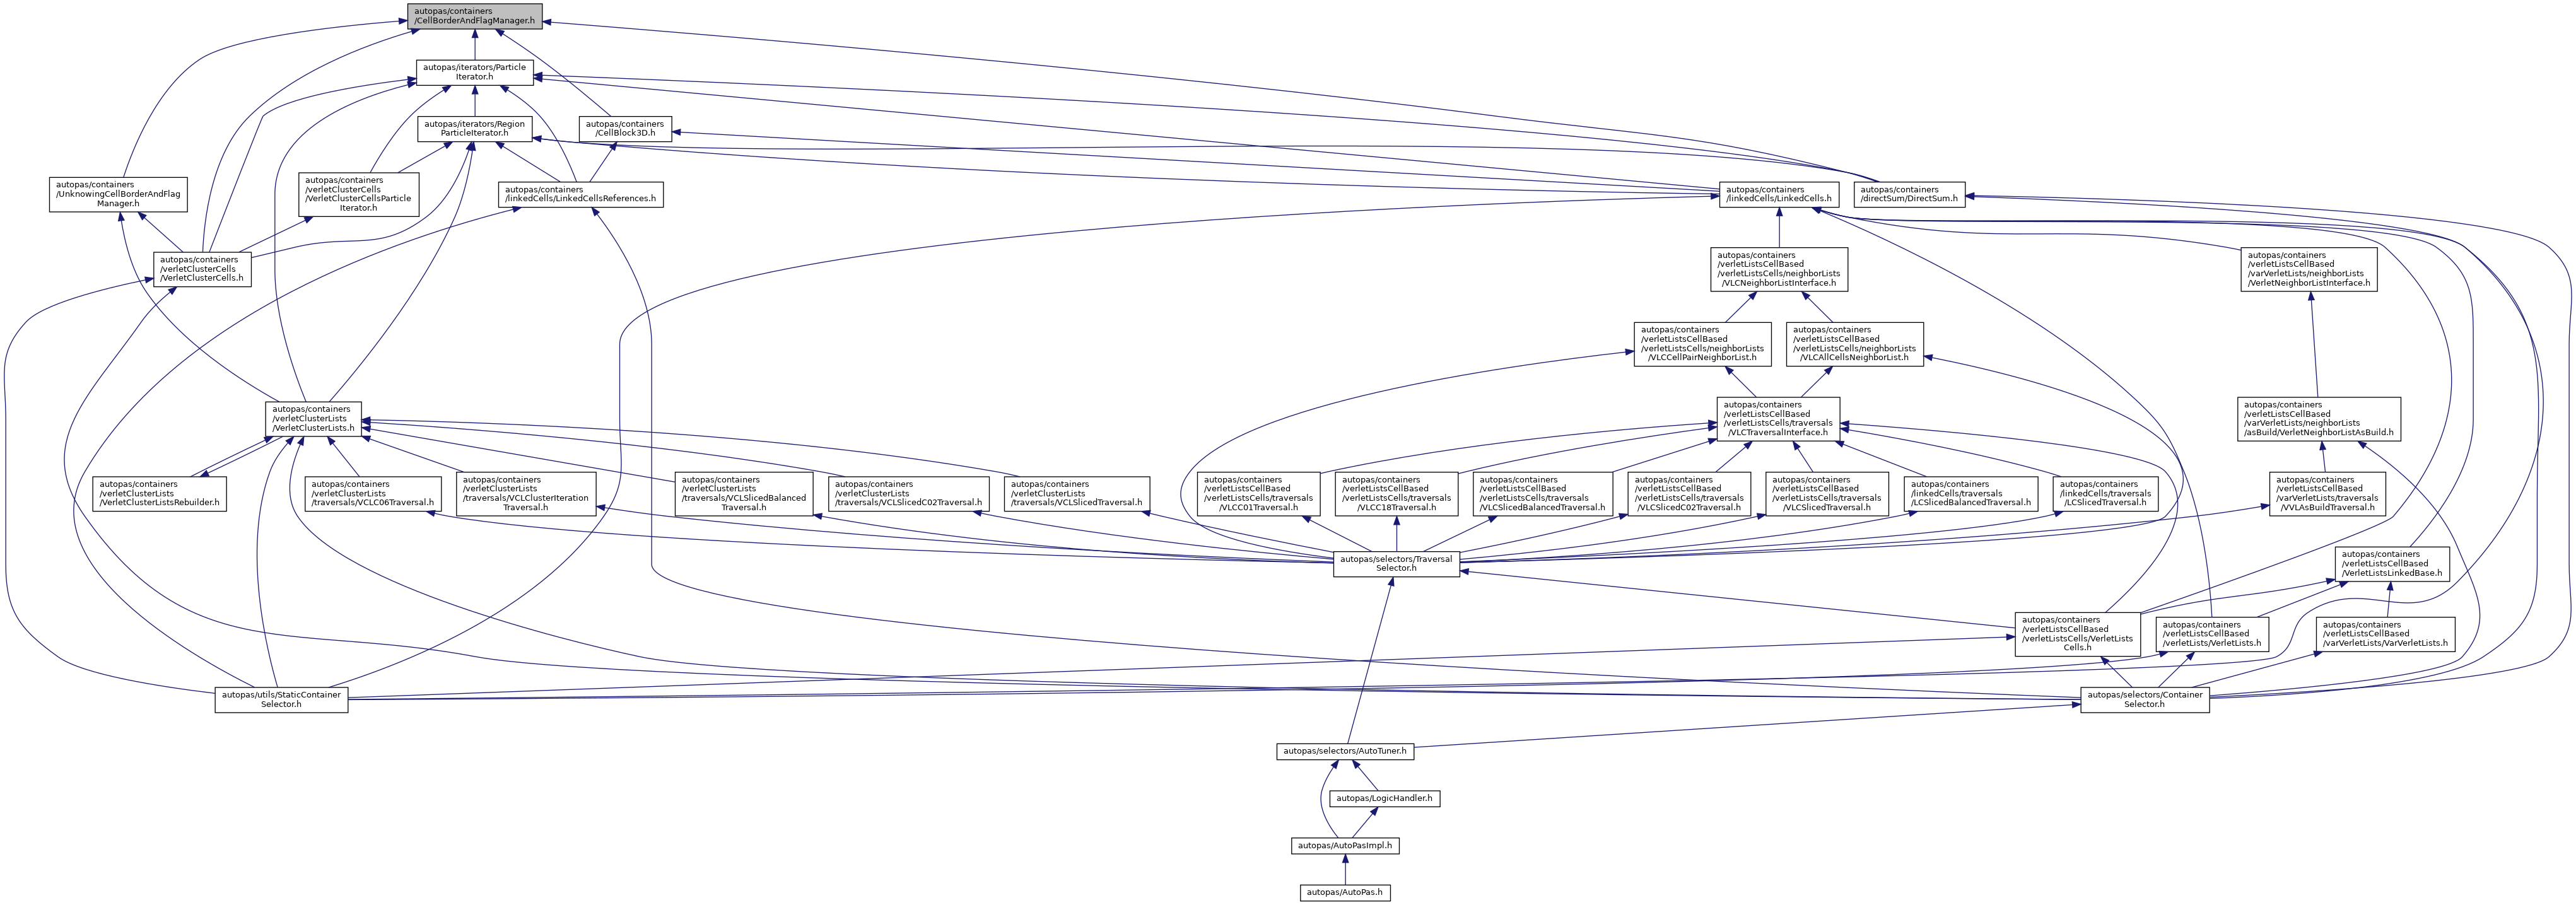 autopas/containers
/CellBorderAndFlagManager.h
autopas/iterators/Particle
Iterator.h
autopas/iterators/Region
ParticleIterator.h
autopas/containers
/CellBlock3D.h
autopas/containers
/UnknowingCellBorderAndFlag
Manager.h
autopas/containers
/verletClusterCells
/VerletClusterCellsParticle
Iterator.h
autopas/containers
/linkedCells/LinkedCellsReferences.h
autopas/containers
/linkedCells/LinkedCells.h
autopas/containers
/directSum/DirectSum.h
autopas/containers
/verletClusterCells
/VerletClusterCells.h
autopas/containers
/verletListsCellBased
/verletListsCells/neighborLists
/VLCNeighborListInterface.h
autopas/containers
/verletListsCellBased
/varVerletLists/neighborLists
/VerletNeighborListInterface.h
autopas/containers
/verletListsCellBased
/verletListsCells/neighborLists
/VLCCellPairNeighborList.h
autopas/containers
/verletListsCellBased
/verletListsCells/neighborLists
/VLCAllCellsNeighborList.h
autopas/containers
/verletClusterLists
/VerletClusterLists.h
autopas/containers
/verletListsCellBased
/verletListsCells/traversals
/VLCTraversalInterface.h
autopas/containers
/verletListsCellBased
/varVerletLists/neighborLists
/asBuild/VerletNeighborListAsBuild.h
autopas/containers
/verletClusterLists
/VerletClusterListsRebuilder.h
autopas/containers
/verletClusterLists
/traversals/VCLC06Traversal.h
autopas/containers
/verletClusterLists
/traversals/VCLClusterIteration
Traversal.h
autopas/containers
/verletClusterLists
/traversals/VCLSlicedBalanced
Traversal.h
autopas/containers
/verletClusterLists
/traversals/VCLSlicedC02Traversal.h
autopas/containers
/verletClusterLists
/traversals/VCLSlicedTraversal.h
autopas/containers
/verletListsCellBased
/verletListsCells/traversals
/VLCC01Traversal.h
autopas/containers
/verletListsCellBased
/verletListsCells/traversals
/VLCC18Traversal.h
autopas/containers
/verletListsCellBased
/verletListsCells/traversals
/VLCSlicedBalancedTraversal.h
autopas/containers
/verletListsCellBased
/verletListsCells/traversals
/VLCSlicedC02Traversal.h
autopas/containers
/verletListsCellBased
/verletListsCells/traversals
/VLCSlicedTraversal.h
autopas/containers
/linkedCells/traversals
/LCSlicedBalancedTraversal.h
autopas/containers
/linkedCells/traversals
/LCSlicedTraversal.h
autopas/containers
/verletListsCellBased
/varVerletLists/traversals
/VVLAsBuildTraversal.h
autopas/selectors/Traversal
Selector.h
autopas/containers
/verletListsCellBased
/VerletListsLinkedBase.h
autopas/containers
/verletListsCellBased
/verletListsCells/VerletLists
Cells.h
autopas/containers
/verletListsCellBased
/verletLists/VerletLists.h
autopas/containers
/verletListsCellBased
/varVerletLists/VarVerletLists.h
autopas/utils/StaticContainer
Selector.h
autopas/selectors/Container
Selector.h
autopas/selectors/AutoTuner.h
autopas/LogicHandler.h
autopas/AutoPasImpl.h
autopas/AutoPas.h